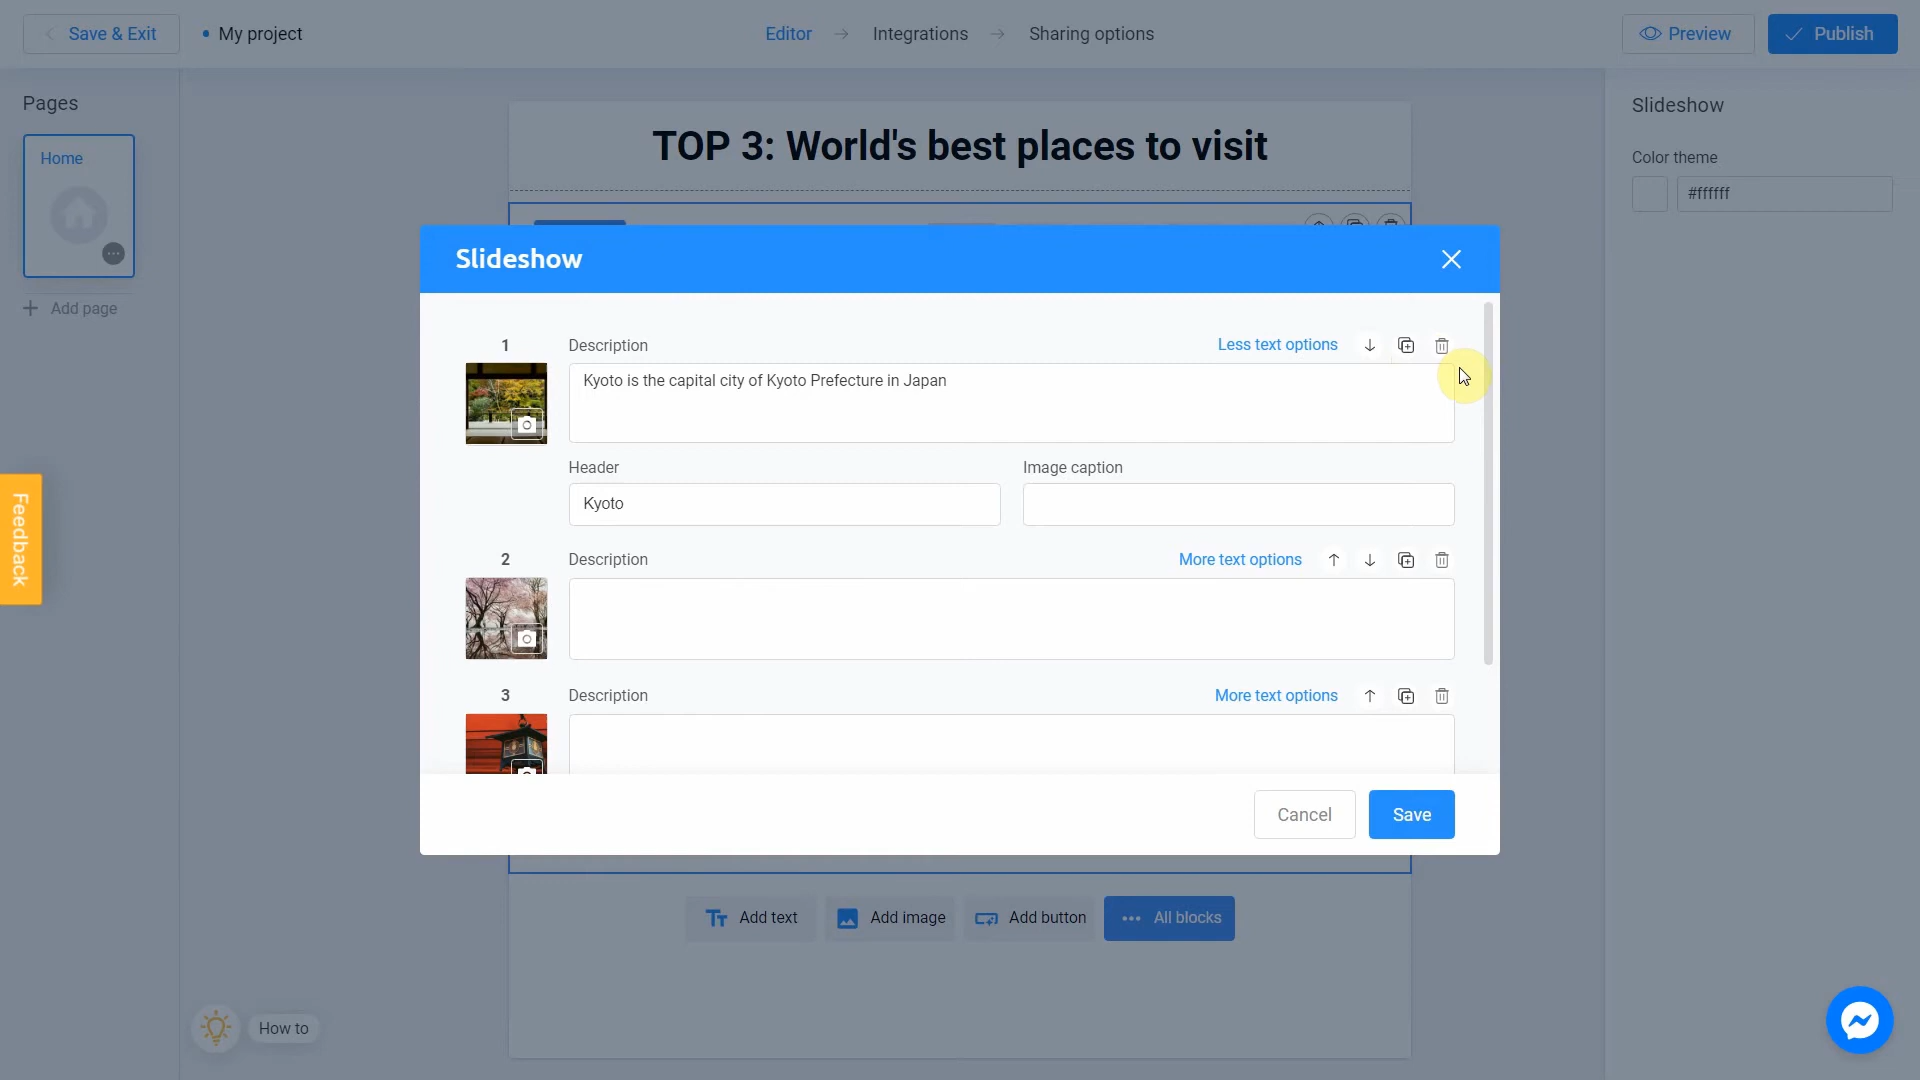 Save & Exit
My project
Editor
Integrations
Sharing options
Preview
Publish
Pages
Home
Add page
TOP 3: World's best places to visit
Slideshow
Color theme
#ffffff
Slideshow
1
Description
Less text options
Kyoto is the capital city of Kyoto Prefecture in Japan
Header
Image caption
Kyoto
2
Description
More text options
3
Description
More text options
Cancel
Save
Feedback
Add text
Add image
Add button
All blocks
How to